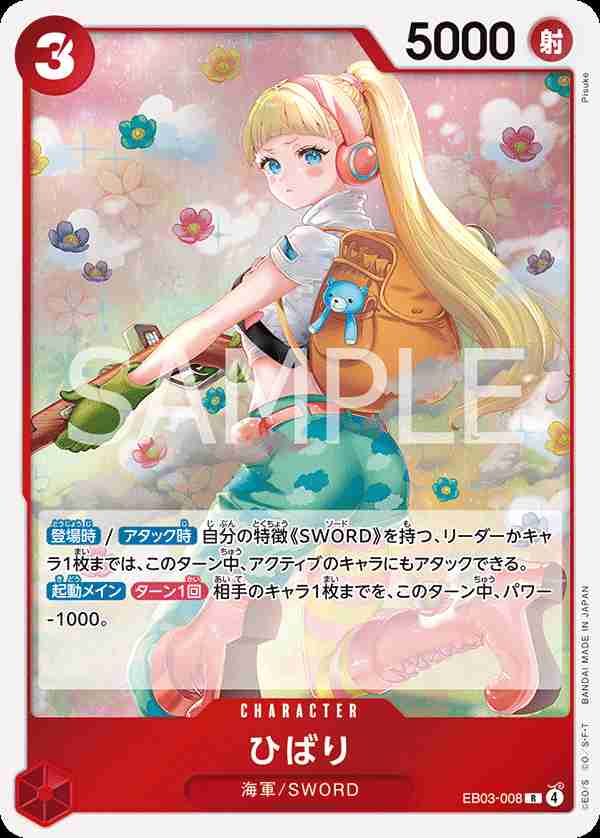 3
5000
射
Pisuke
SAMPLE
登場時 / アタック時 自分の特徴《SWORD》を持つ、リーダーかキャ
ラ1枚までは、このターン中、アクティブのキャラにもアタックできる。
起動メイン ターン1回 相手のキャラ1枚までを、このターン中、パワー
-1000。
CHARACTER
ひばり
海軍/SWORD
EB03-008 R 4
©E.O/S ©O/S・F・T BANDAI MADE IN JAPAN